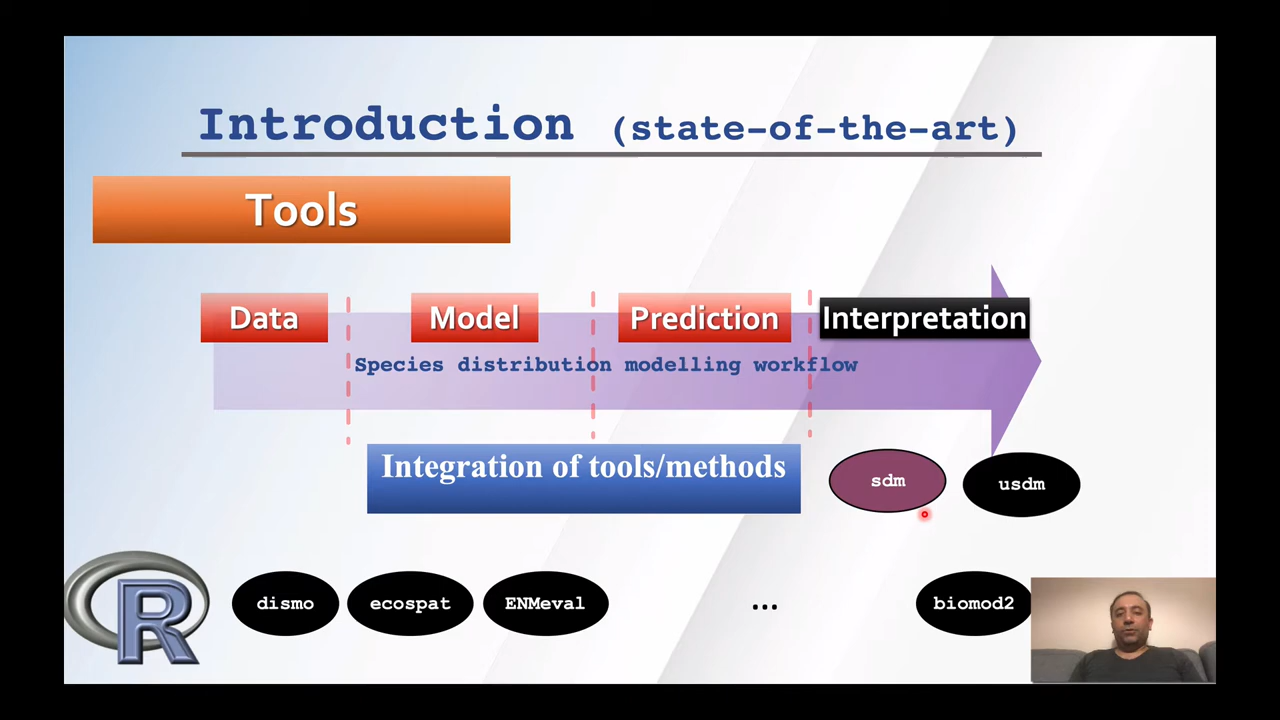 Introduction (state-of-the-art)
Tools
Data Model Prediction Interpretation
Species distribution modelling workflow
Integration of tools/methods
sdm usdm
R dismo ecospat ENMeval ... biomod2